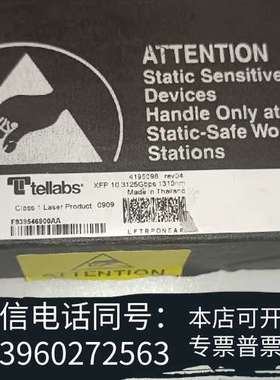 ATTENTION
Static Sensitive
Devices
Handle Only at
Static-Safe Wo
Stations
tellabs
4195098 rev04
XFP 10.3125Gbps 1310nm
Made in Thailand
Class 1 Laser Product 0909
F939546900AA
信电话同号：
3960272563
本店可开
专票普票